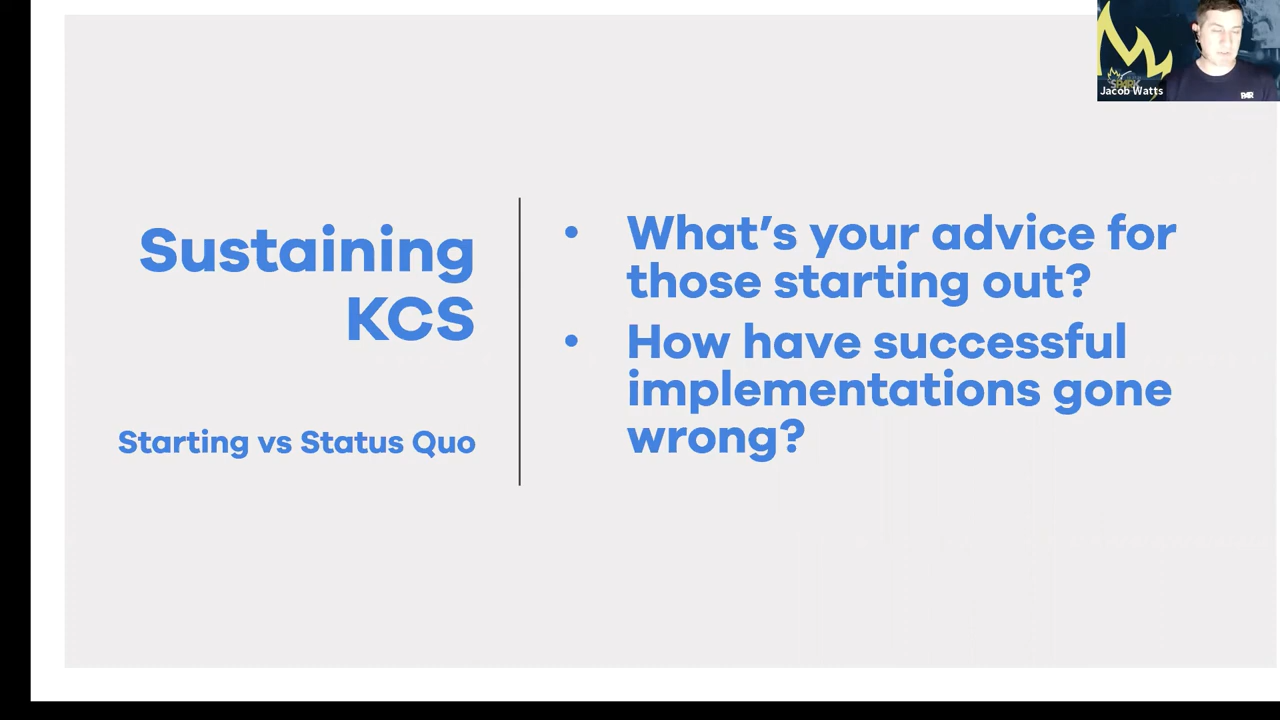 Sustaining
KCS
Starting vs Status Quo
• What’s your advice for
those starting out?
• How have successful
implementations gone
wrong?
Jacob Watts
PAR